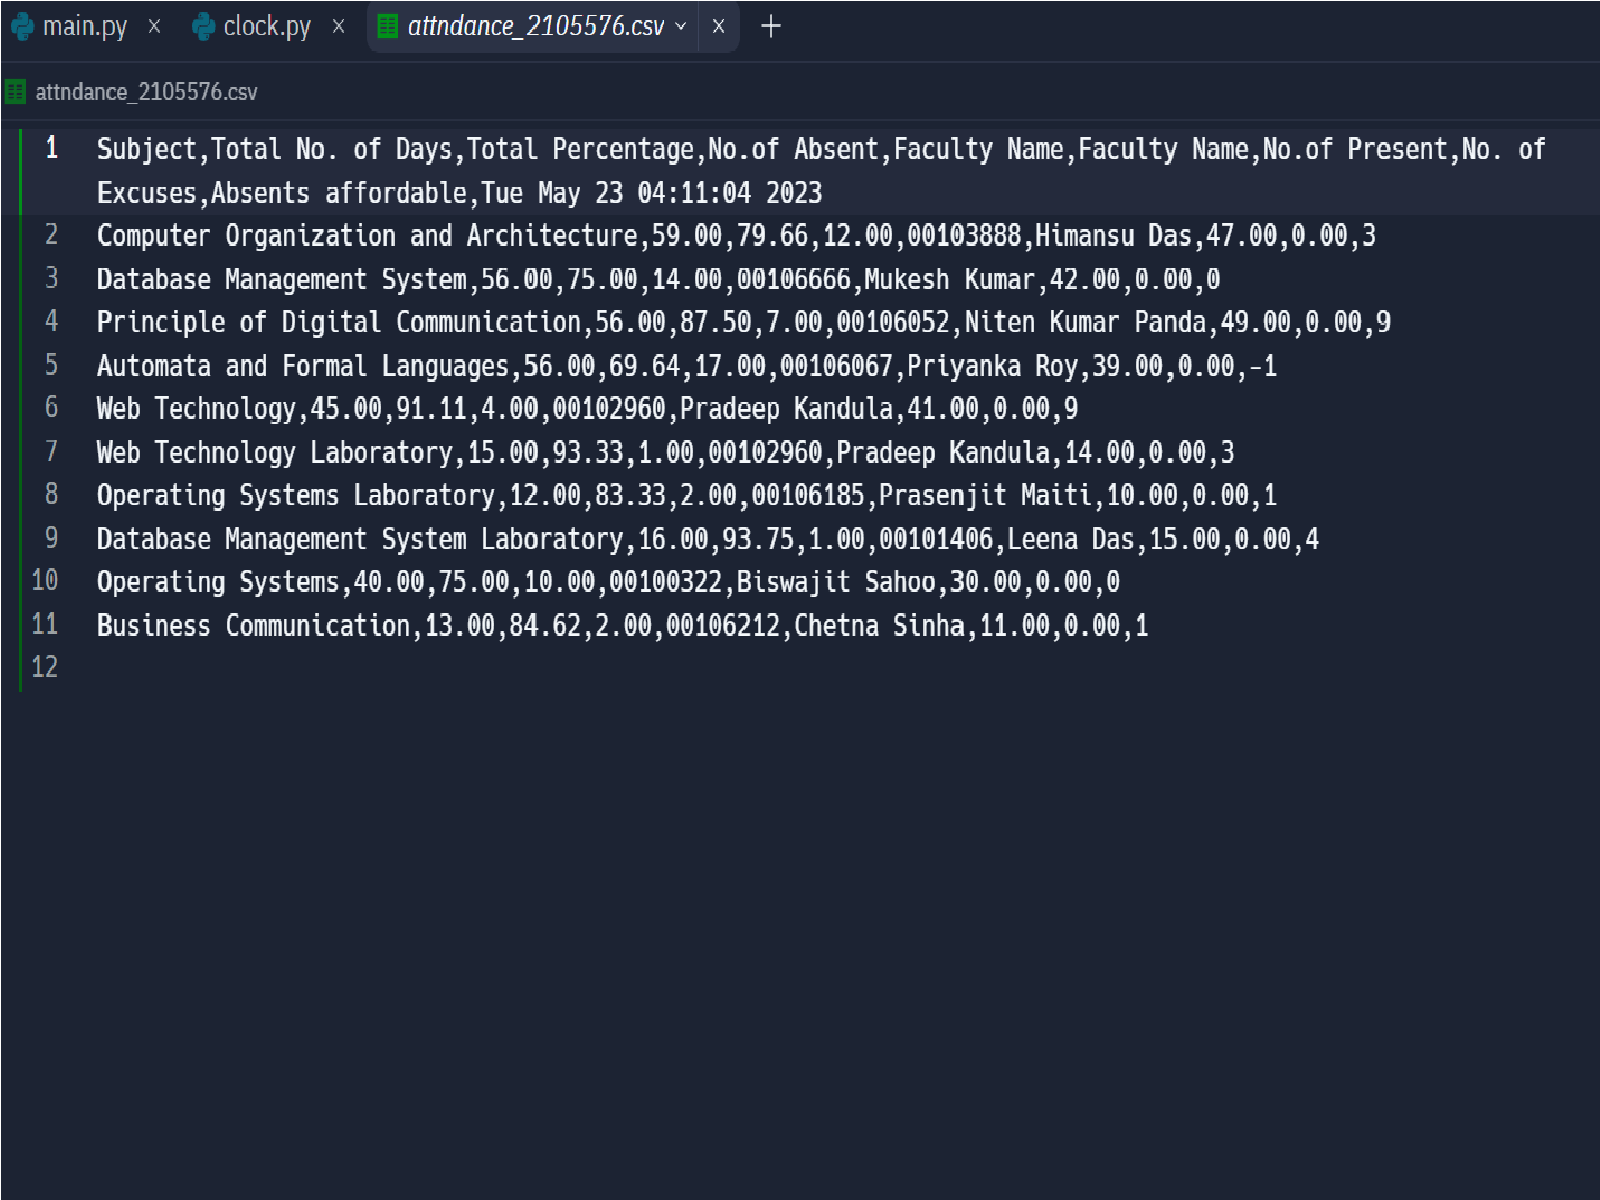 main.py × clock.py × attndance_2105576.csv × +
attndance_2105576.csv
1 Subject,Total No. of Days,Total Percentage,No.of Absent,Faculty Name,Faculty Name,No.of Present,No. of
Excuses,Absents affordable,Tue May 23 04:11:04 2023
2 Computer Organization and Architecture,59.00,79.66,12.00,00103888,Himansu Das,47.00,0.00,3
3 Database Management System,56.00,75.00,14.00,00106666,Mukesh Kumar,42.00,0.00,0
4 Principle of Digital Communication,56.00,87.50,7.00,00106052,Niten Kumar Panda,49.00,0.00,9
5 Automata and Formal Languages,56.00,69.64,17.00,00106067,Priyanka Roy,39.00,0.00,-1
6 Web Technology,45.00,91.11,4.00,00102960,Pradeep Kandula,41.00,0.00,9
7 Web Technology Laboratory,15.00,93.33,1.00,00102960,Pradeep Kandula,14.00,0.00,3
8 Operating Systems Laboratory,12.00,83.33,2.00,00106185,Prasenjit Maiti,10.00,0.00,1
9 Database Management System Laboratory,16.00,93.75,1.00,00101406,Leena Das,15.00,0.00,4
10 Operating Systems,40.00,75.00,10.00,00100322,Biswajit Sahoo,30.00,0.00,0
11 Business Communication,13.00,84.62,2.00,00106212,Chetna Sinha,11.00,0.00,1
12